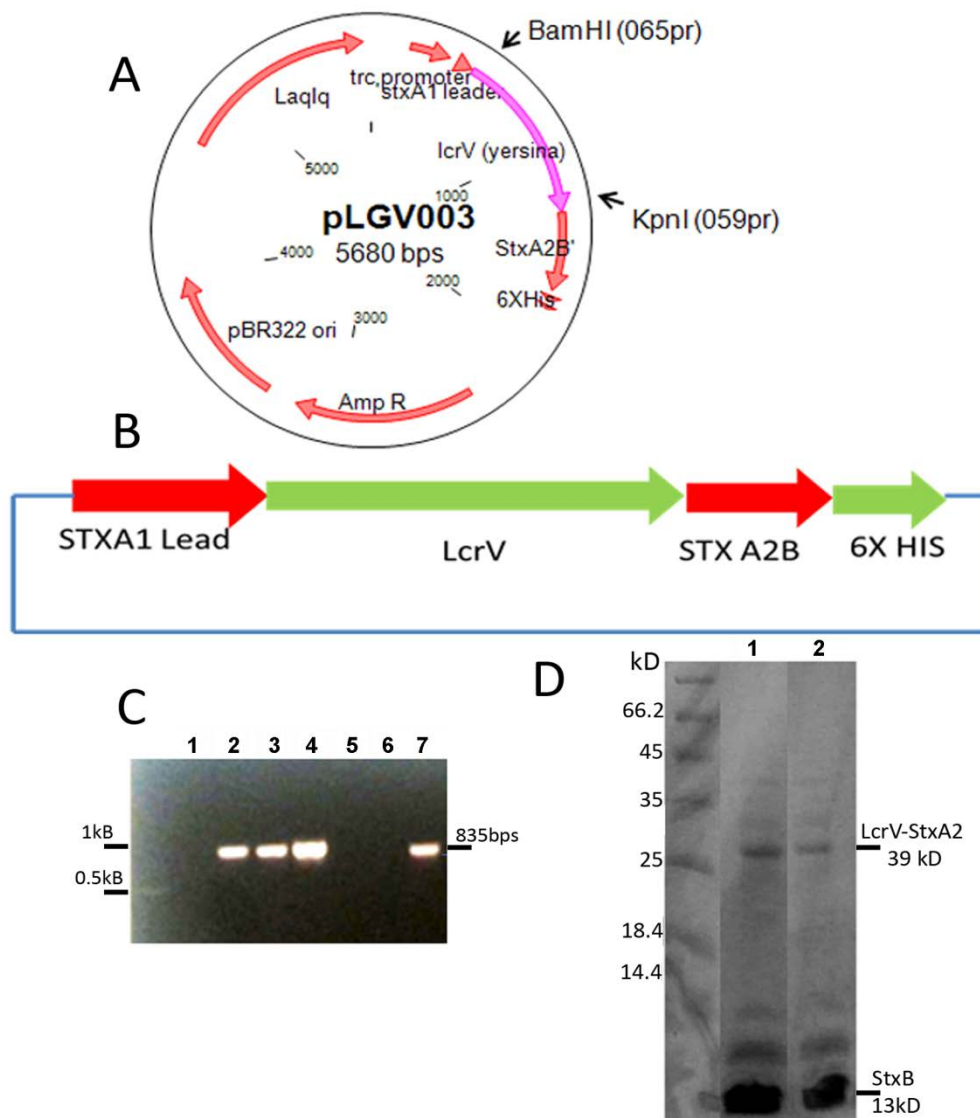 A
BamHI (065pr)
trc promoter
'stxA1 leader
LaqIq
lcrV (yersina)
5000
1000
KpnI (059pr)
pLGV003
5680 bps
4000
StxA2B'
2000
6XHis
3000
pBR322 ori
Amp R
B
STXA1 Lead
LcrV
STX A2B
6X HIS
C
1 2 3 4 5 6 7
1kB
835bps
0.5kB
D
kD
1 2
66.2
45
35
LcrV-StxA2
39 kD
25
18.4
14.4
StxB
13kD